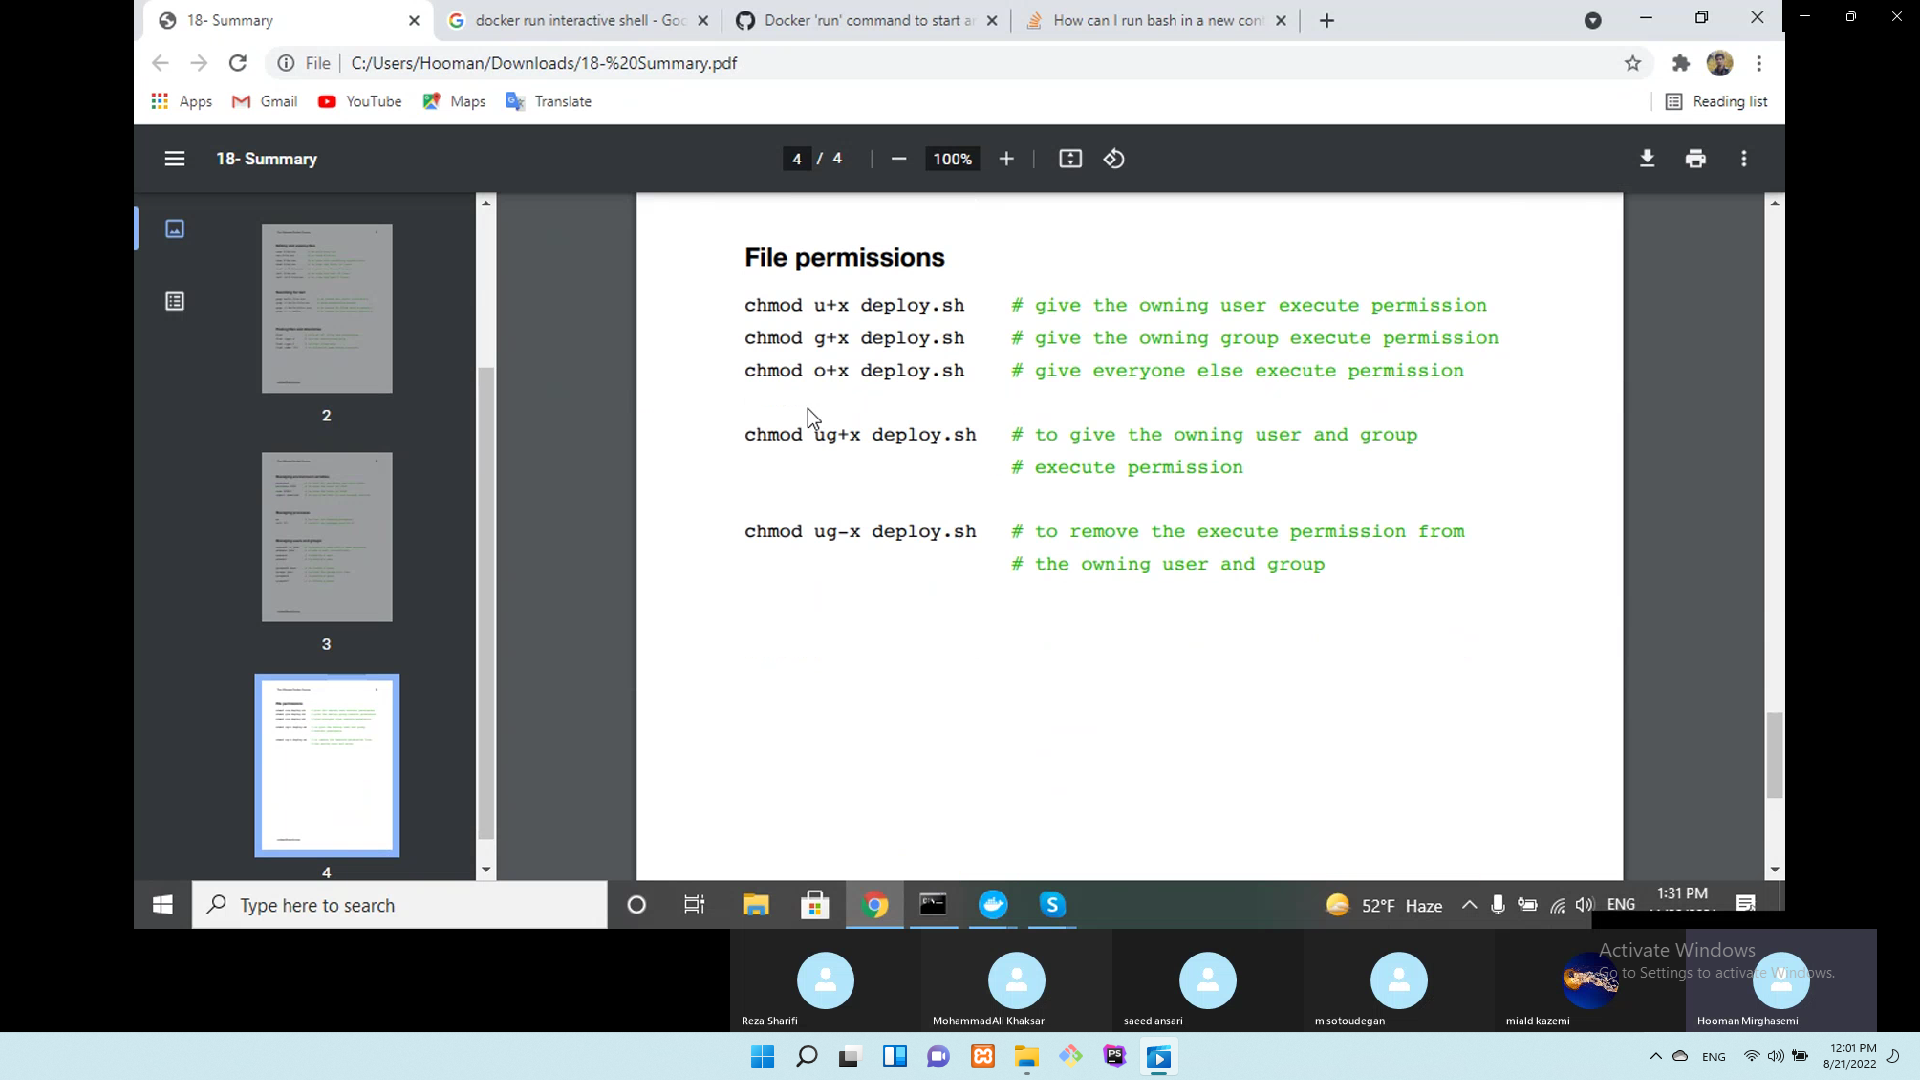 18- Summary
docker run interactive shell - Goo
Docker 'run' command to start an
How can I run bash in a new con
File
C:/Users/Hooman/Downloads/18-%20Summary.pdf
Apps
Gmail
YouTube
Maps
Translate
Reading list
18- Summary
4 / 4
100%
File permissions
chmod u+x deploy.sh # give the owning user execute permission
chmod g+x deploy.sh # give the owning group execute permission
chmod o+x deploy.sh # give everyone else execute permission
chmod ug+x deploy.sh # to give the owning user and group
# execute permission
chmod ug-x deploy.sh # to remove the execute permission from
# the owning user and group
2
3
4
Type here to search
52°F Haze
ENG
1:31 PM
Activate Windows
Go to Settings to activate Windows.
Reza Sharifi
MohammadAli Khaksar
saeed ansari
m sotoudegan
miald kazemi
Hooman Mirghasemi
PS
ENG
12:01 PM
8/21/2022